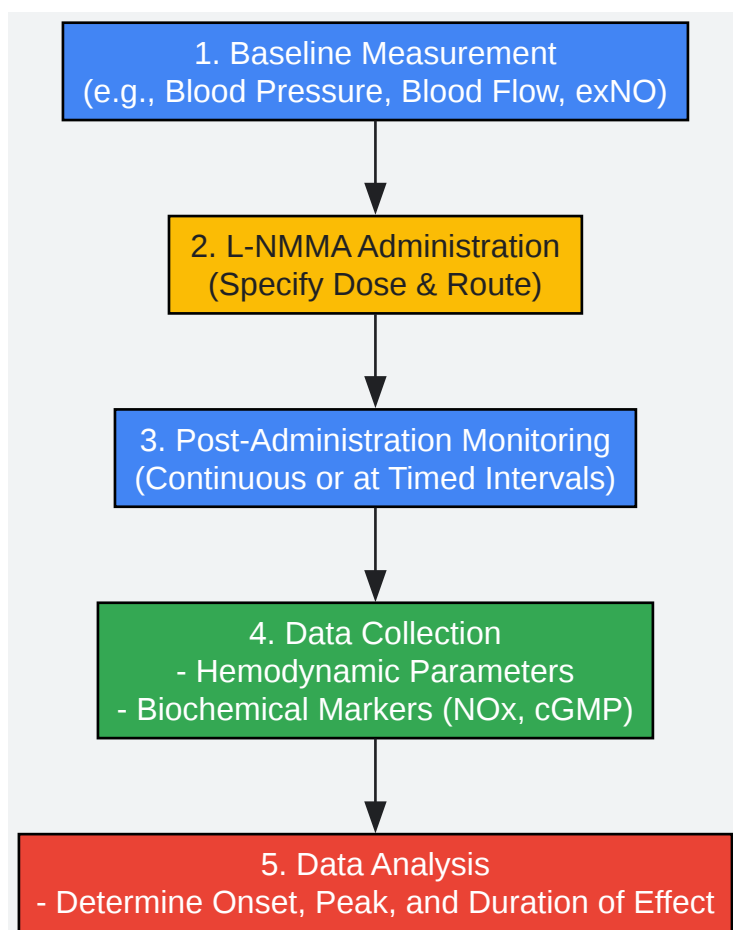 1. Baseline Measurement
(e.g., Blood Pressure, Blood Flow, exNO)
2. L-NMMA Administration
(Specify Dose & Route)
3. Post-Administration Monitoring
(Continuous or at Timed Intervals)
4. Data Collection
- Hemodynamic Parameters
- Biochemical Markers (NOx, cGMP)
5. Data Analysis
- Determine Onset, Peak, and Duration of Effect